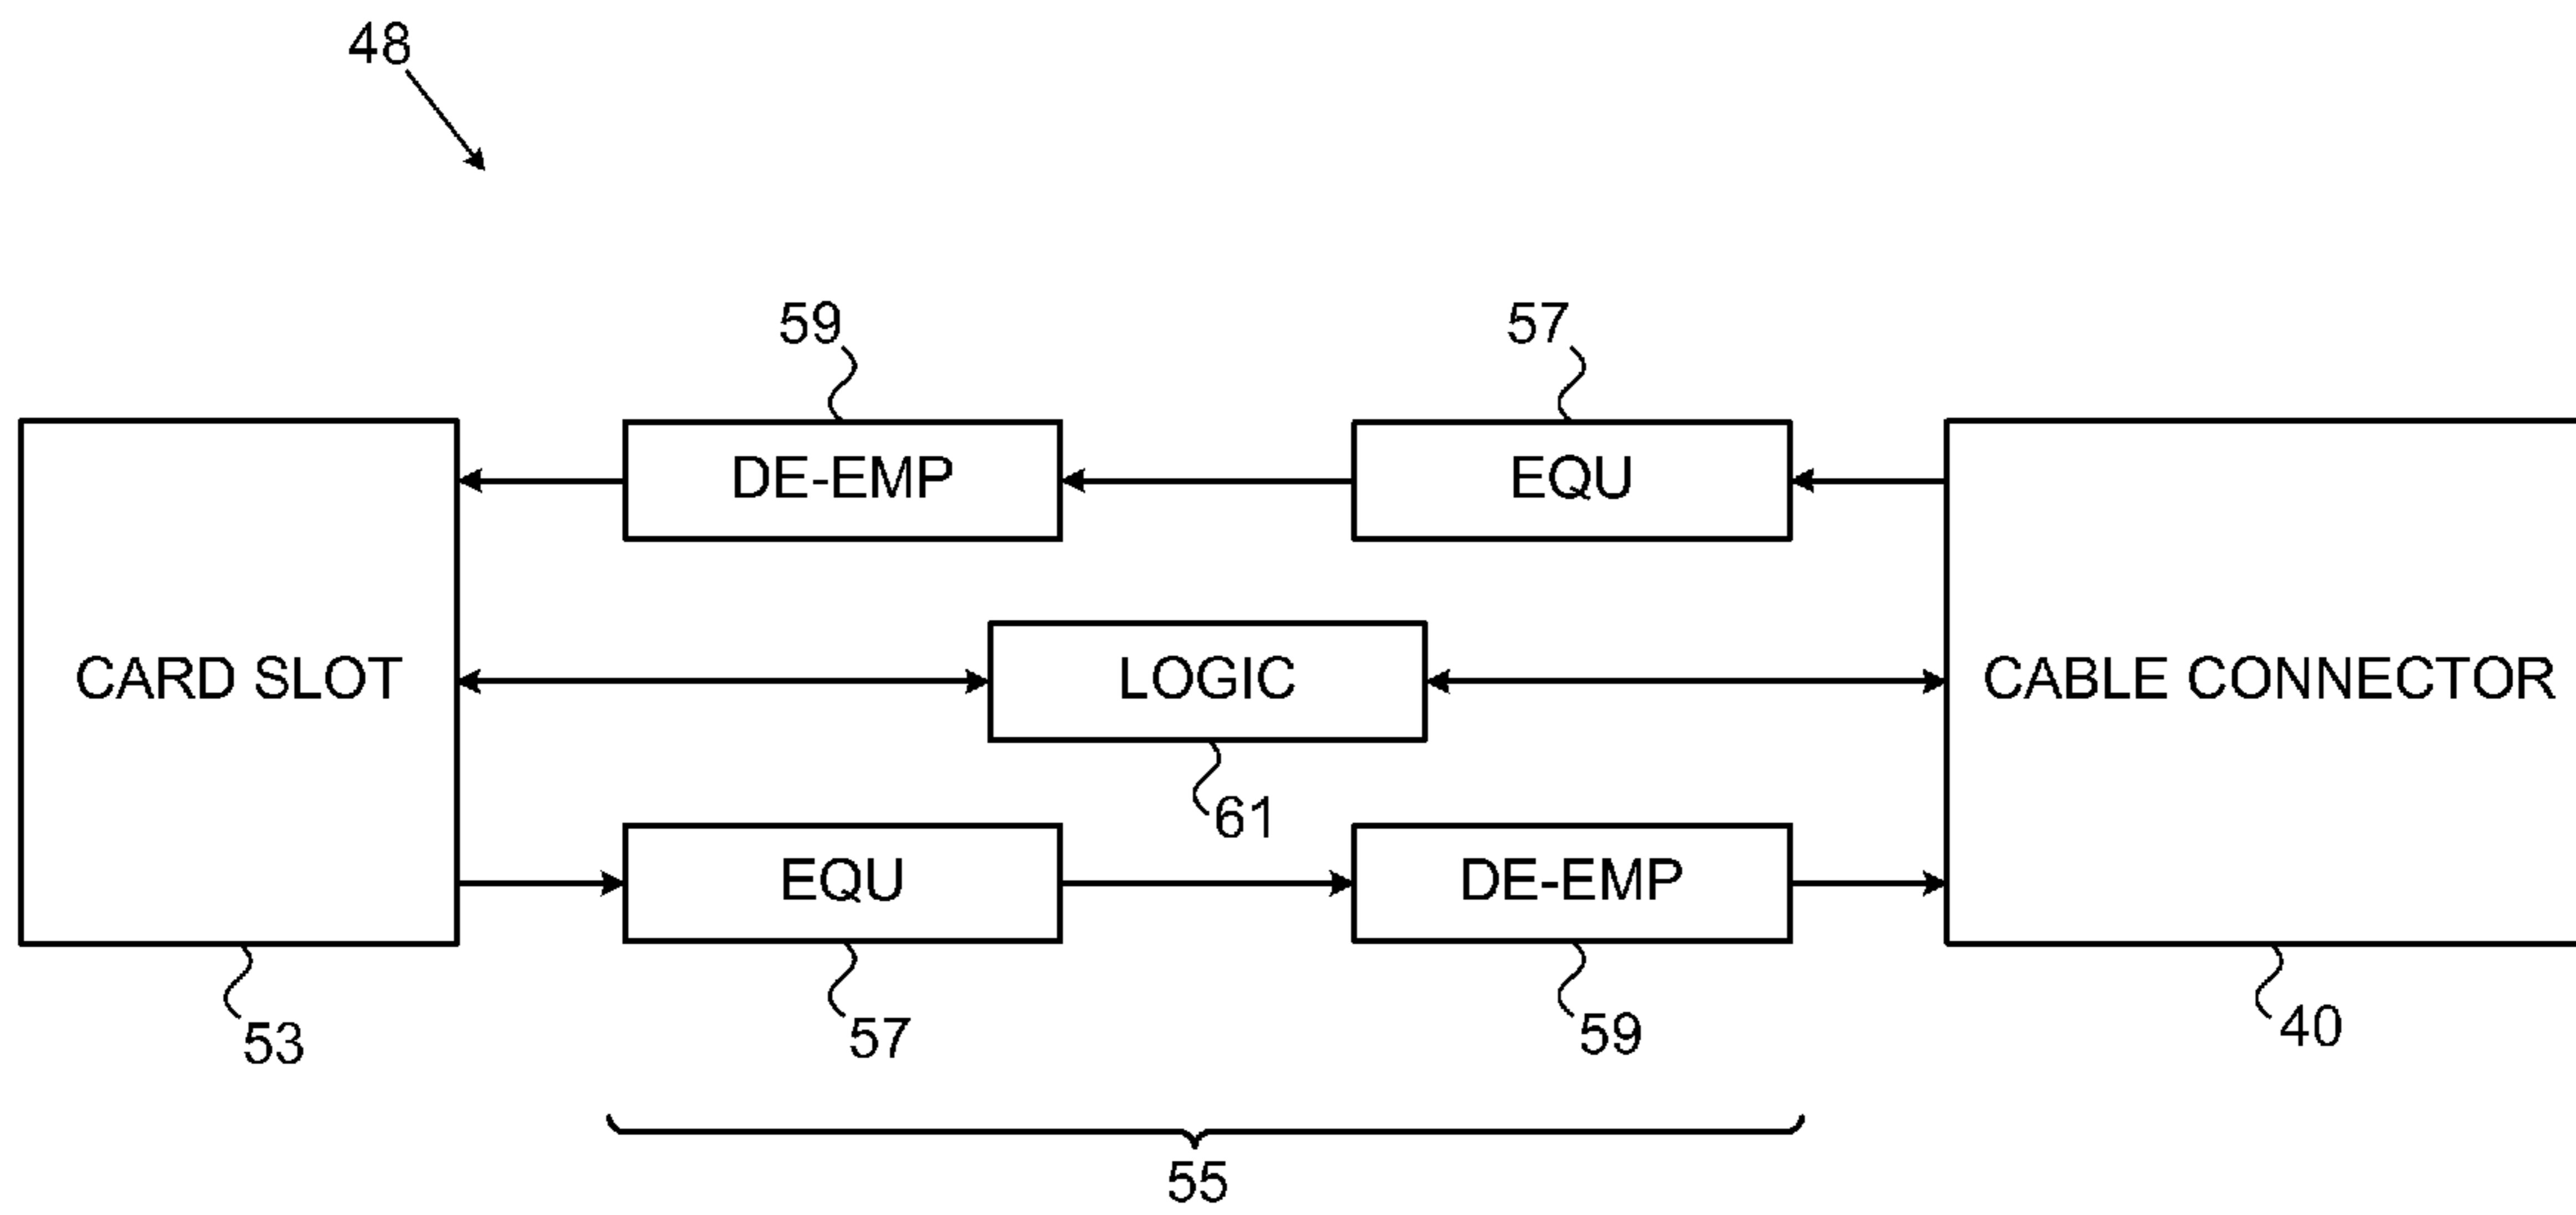 48
59
57
DE-EMP
EQU
CARD SLOT
LOGIC
CABLE CONNECTOR
61
EQU
DE-EMP
53
57
59
40
55